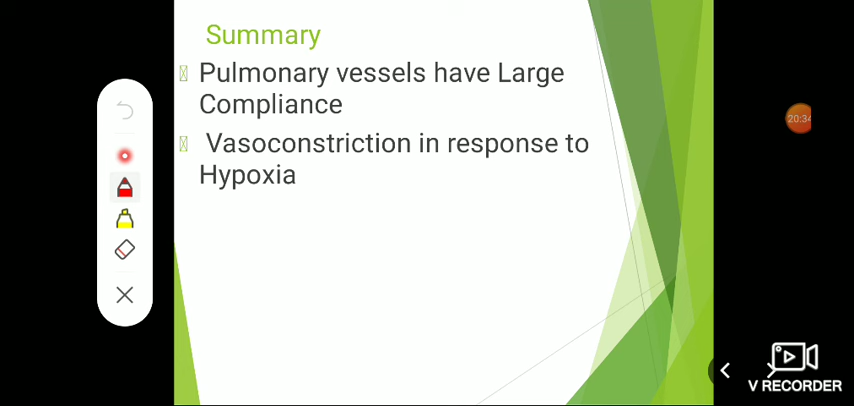 Summary
Pulmonary vessels have Large
Compliance
Vasoconstriction in response to
Hypoxia
20:34
V RECORDER